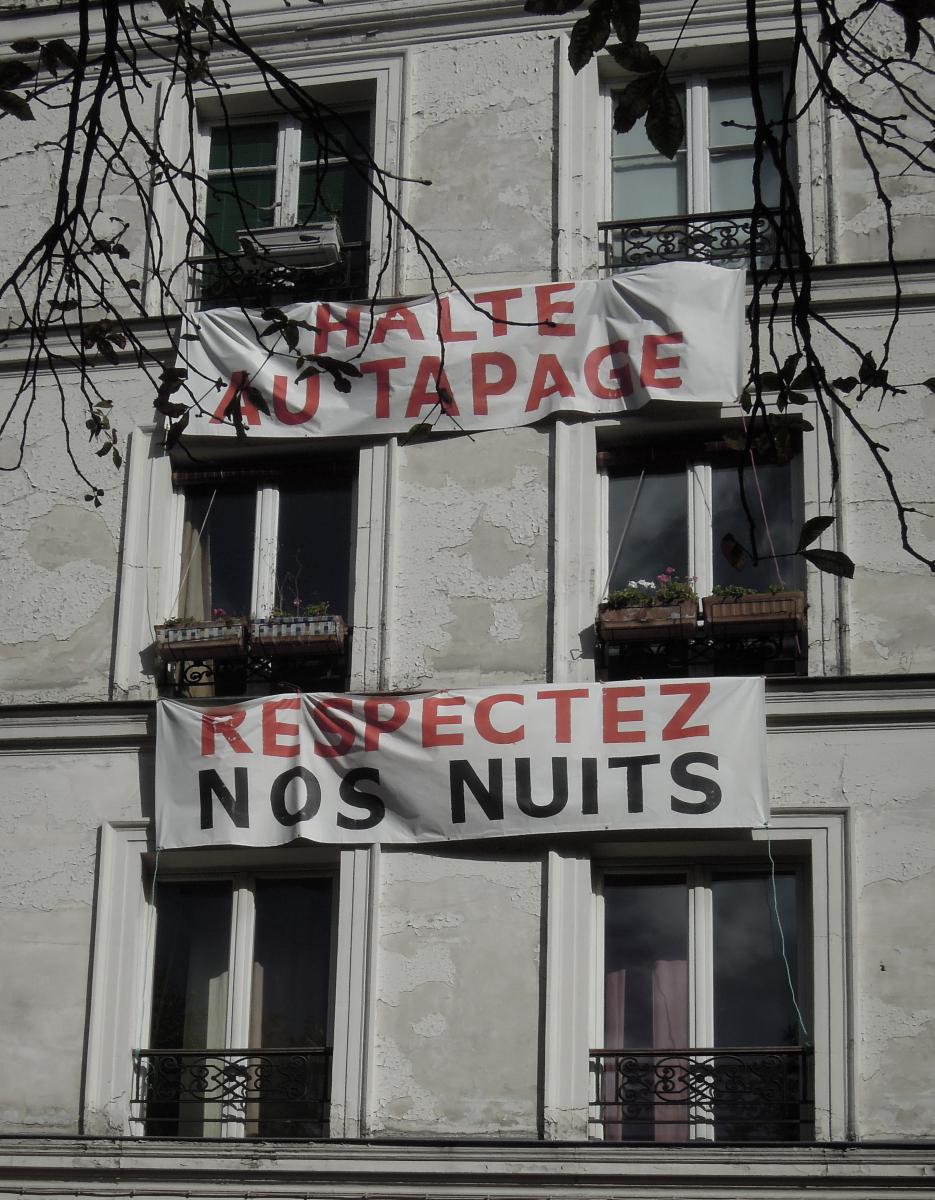 HALTE
AU TAPAGE
RESPECTEZ
NOS NUITS